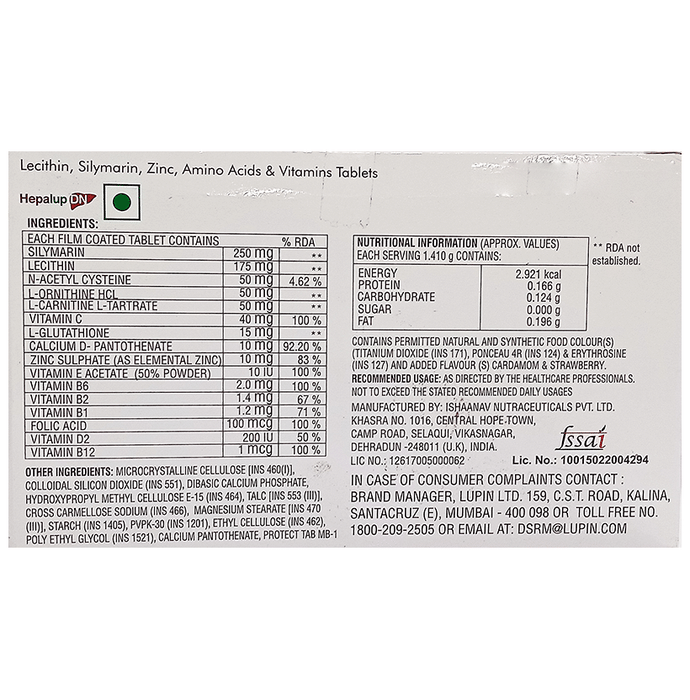 Lecithin, Silymarin, Zinc, Amino Acids & Vitamins Tablets
Hepalup DN
INGREDIENTS:
EACH FILM COATED TABLET CONTAINS % RDA
SILYMARIN 250 mg **
LECITHIN 175 mg **
N-ACETY CYSTEINE 50 mg 4.62 %
L-ORNITHINE HCL 50 mg **
L-CARNITINE L-TARTRATE 50 mg **
VITAMIN C 40 mg 100 %
L-GLUTATHIONE 15 mg **
CALCIUM D- PANTOTHENATE 10 mg 92.20 %
ZINC SULPHATE (AS ELEMENTAL ZINC) 10 mg 83 %
VITAMIN E ACETATE (50% POWDER) 10 IU 100 %
VITAMIN B6 2.0 mg 100 %
VITAMIN B2 1.4 mg 67 %
VITAMIN B1 1.2 mg 71 %
FOLIC ACID 100 mcg 100 %
VITAMIN D2 200 IU 50 %
VITAMIN B12 1 mcg 100 %
OTHER INGREDIENTS: MICROCRYSTALLINE CELLULOSE [INS 460(I)],
COLLOIDAL SILICON DIOXIDE (INS 551), DIBASIC CALCIUM PHOSPHATE,
HYDROXYPROPYL METHYL CELLULOSE E-15 (INS 464), TALC [INS 553 (III)],
CROSS CARMELLOSE SODIUM (INS 466), MAGNESIUM STEARATE [INS 470
(III)], STARCH (INS 1405), PVPK-30 (INS 1201), ETHYL CELLULOSE (INS 462),
POLY ETHYL GLYCOL (INS 1521), CALCIUM PANTOTHENATE, PROTECT TAB MB-1
NUTRITIONAL INFORMATION (APPROX. VALUES)
EACH SERVING 1.410 g CONTAINS:
ENERGY 2.921 kcal
PROTEIN 0.166 g
CARBOHYDRATE 0.124 g
SUGAR 0.000 g
FAT 0.196 g
** RDA not
established.
CONTAINS PERMITTED NATURAL AND SYNTHETIC FOOD COLOUR(S)
(TITANIUM DIOXIDE (INS 171), PONCEAU 4R (INS 124) & ERYTHROSINE
(INS 127) AND ADDED FLAVOUR (S) CARDAMOM & STRAWBERRY.
RECOMMENDED USAGE: AS DIRECTED BY THE HEALTHCARE PROFESSIONALS.
NOT TO EXCEED THE STATED RECOMMENDED DAILY USAGES
MANUFACTURED BY: ISHAANAV NUTRACEUTICALS PVT. LTD.
KHASRA NO. 1016, CENTRAL HOPE-TOWN,
CAMP ROAD, SELAQUI, VIKASNAGAR,
DEHRADUN -248011 (U.K), INDIA.
LIC NO.: 12617005000062
fssai
Lic. No.: 10015022004294
IN CASE OF CONSUMER COMPLAINTS CONTACT :
BRAND MANAGER, LUPIN LTD. 159, C.S.T. ROAD, KALINA,
SANTACRUZ (E), MUMBAI - 400 098 OR TOLL FREE NO.
1800-209-2505 OR EMAIL AT: DSRM@LUPIN.COM